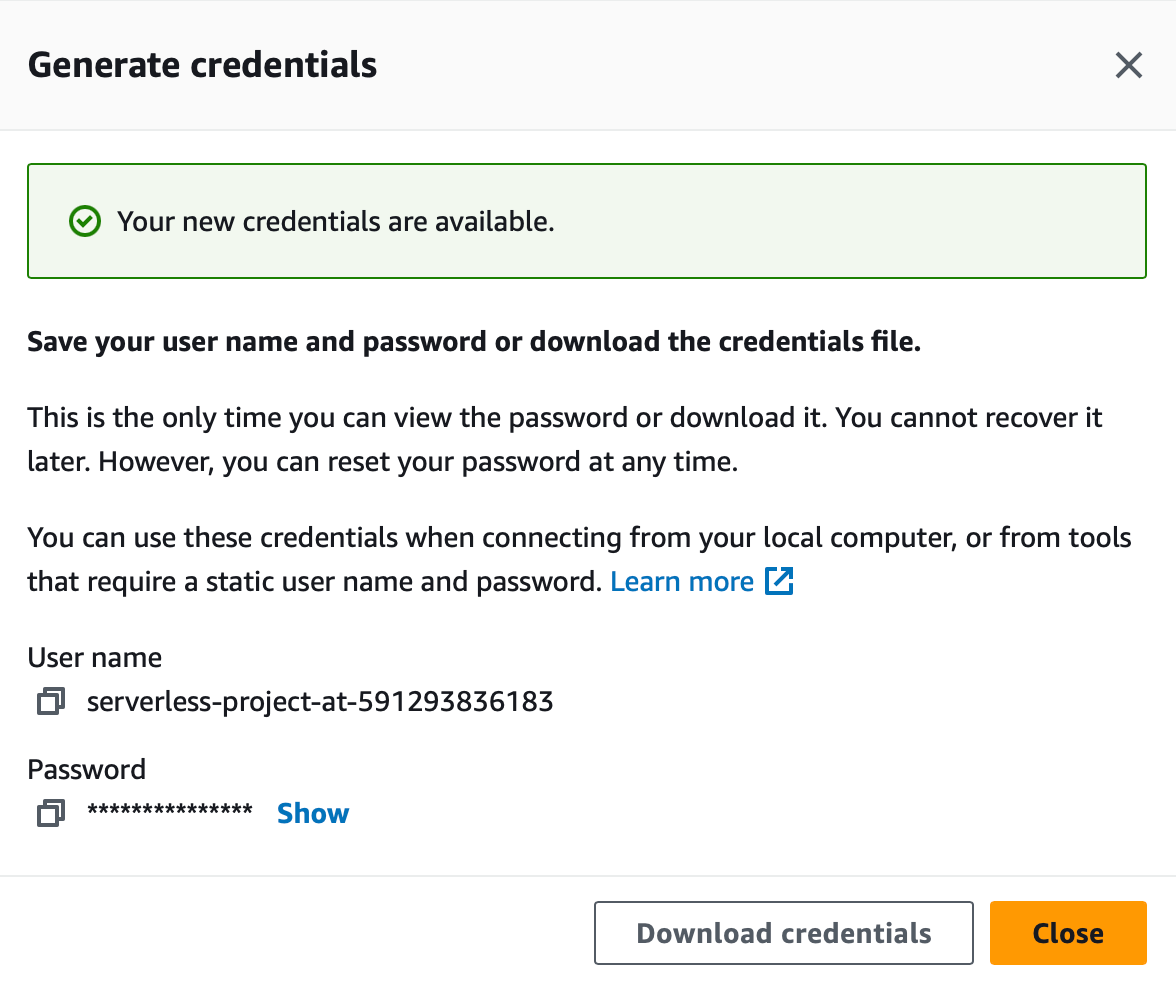 Generate credentials
Your new credentials are available.
Save your user name and password or download the credentials file.
This is the only time you can view the password or download it. You cannot recover it
later. However, you can reset your password at any time.
You can use these credentials when connecting from your local computer, or from tools
that require a static user name and password. Learn more
User name
serverless-project-at-591293836183
Password
*************** Show
Download credentials
Close